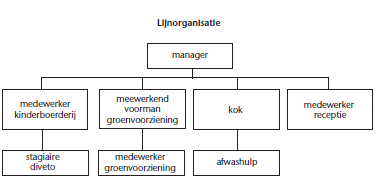 Lijnorganisatie
manager
medewerker
kinderboerderij
meewerkend
voorman
groenvoorziening
kok
medewerker
receptie
stagiaire
diveto
medewerker
groenvoorziening
afwashulp